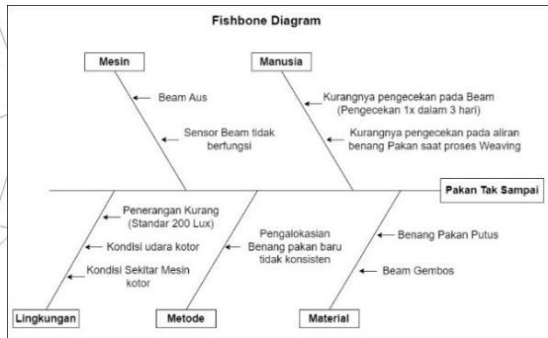 Fishbone Diagram
Mesin
Manusia
Beam Aus
Sensor Beam tidak
berfungsi
Kurangnya pengecekan pada Beam
(Pengecekan 1x dalam 3 hari)
Kurangnya pengecekan pada aliran
benang Pakan saat proses Weaving
Pakan Tak Sampai
Penerangan Kurang
(Standar 200 Lux)
Kondisi udara kotor
Kondisi Sekitar Mesin
kotor
Pengalokasian
Benang pakan baru
tidak konsisten
Benang Pakan Putus
Beam Gembos
Lingkungan
Metode
Material